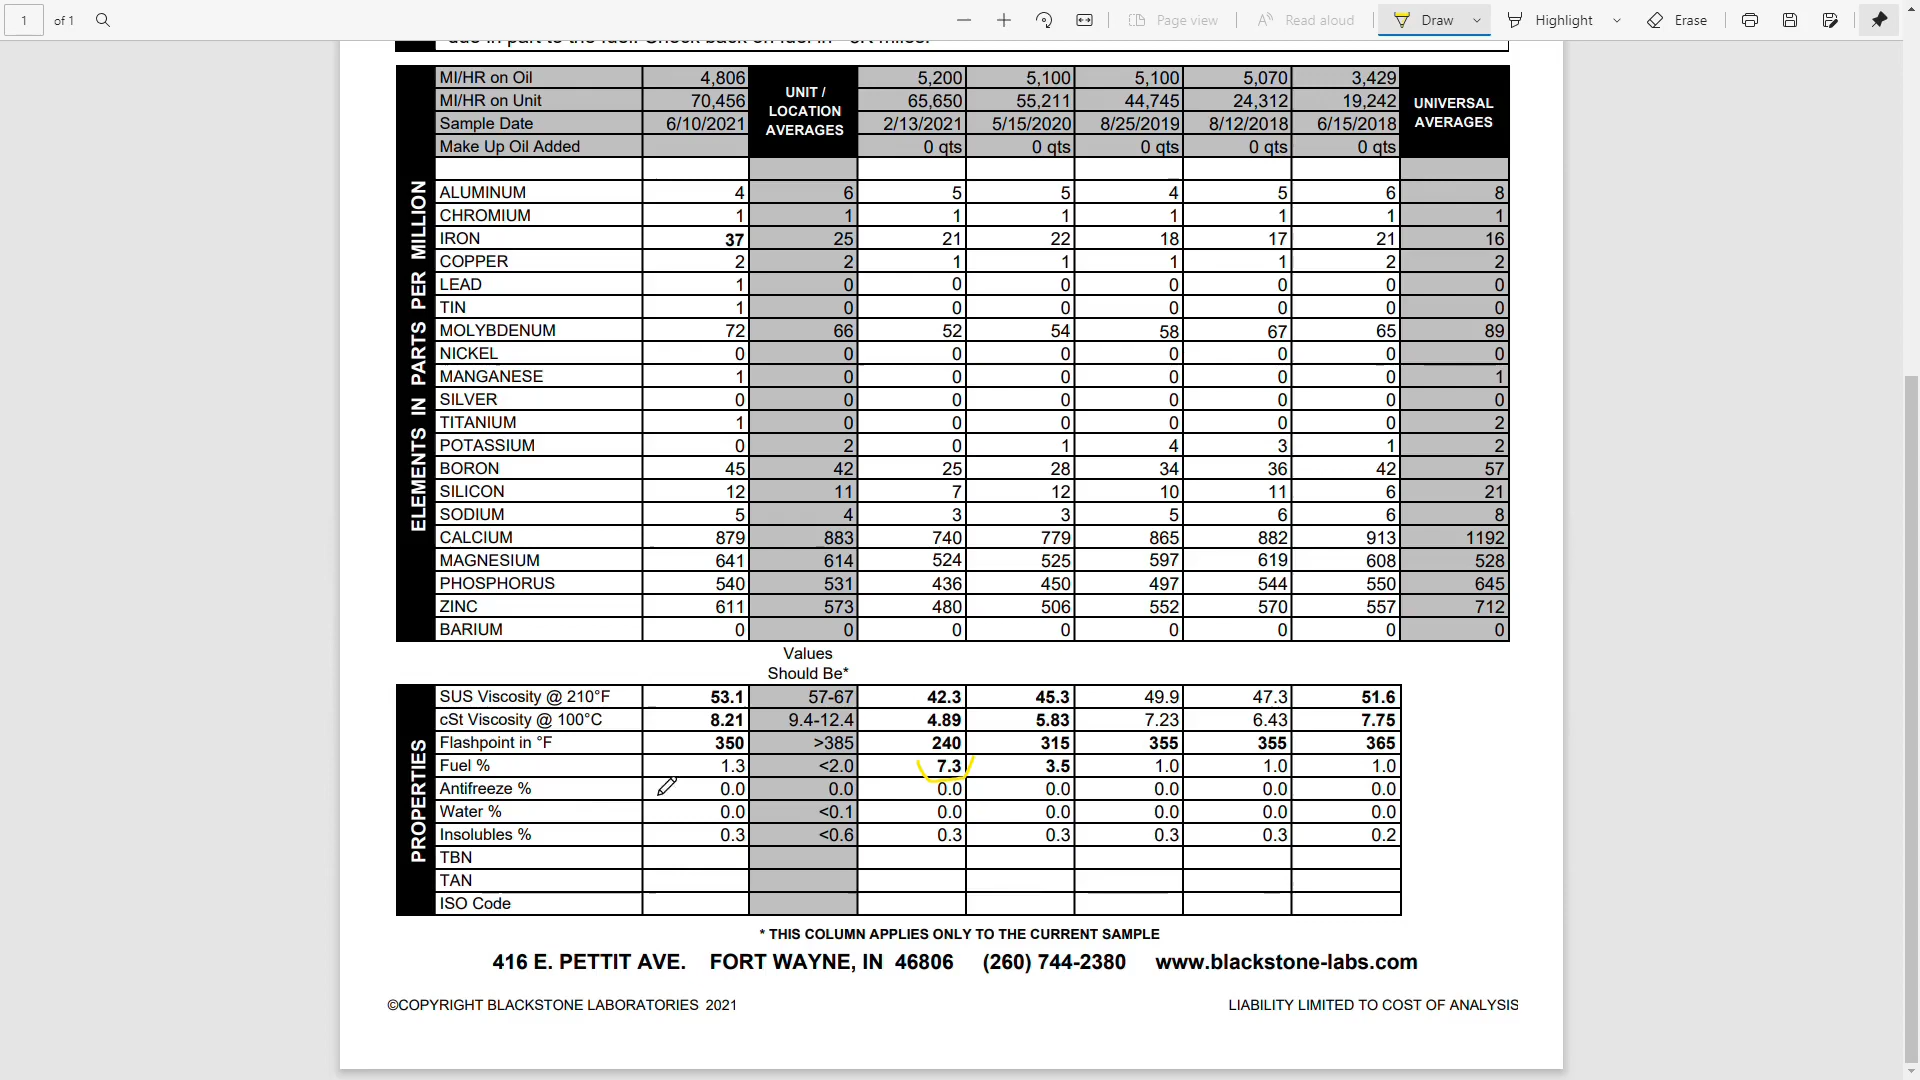 1 of 1 Page view Read aloud Draw Highlight Erase
due in part to the fuel. Check back on fuel in
MI/HR on Oil 4,806 5,200 5,100 5,100 5,070 3,429
MI/HR on Unit 70,456 65,650 55,211 44,745 24,312 19,242
Sample Date 6/10/2021 2/13/2021 5/15/2020 8/25/2019 8/12/2018 6/15/2018
Make Up Oil Added 0 qts 0 qts 0 qts 0 qts 0 qts
UNIT /
LOCATION
AVERAGES
UNIVERSAL
AVERAGES
ELEMENTS IN PARTS PER MILLION
ALUMINUM 4 6 5 5 4 5 6 8
CHROMIUM 1 1 1 1 1 1 1 1
IRON 37 25 21 22 18 17 21 16
COPPER 2 2 1 1 1 1 2 2
LEAD 1 0 0 0 0 0 0 0
TIN 1 0 0 0 0 0 0 0
MOLYBDENUM 72 66 52 54 58 67 65 89
NICKEL 0 0 0 0 0 0 0 0
MANGANESE 1 0 0 0 0 0 0 1
SILVER 0 0 0 0 0 0 0 0
TITANIUM 1 0 0 0 0 0 0 2
POTASSIUM 0 2 0 1 4 3 1 2
BORON 45 42 25 28 34 36 42 57
SILICON 12 11 7 12 10 11 6 21
SODIUM 5 4 3 3 5 6 6 8
CALCIUM 879 883 740 779 865 882 913 1192
MAGNESIUM 641 614 524 525 597 619 608 528
PHOSPHORUS 540 531 436 450 497 544 550 645
ZINC 611 573 480 506 552 570 557 712
BARIUM 0 0 0 0 0 0 0 0
Values
Should Be*
PROPERTIES
SUS Viscosity @ 210°F 53.1 57-67 42.3 45.3 49.9 47.3 51.6
cSt Viscosity @ 100°C 8.21 9.4-12.4 4.89 5.83 7.23 6.43 7.75
Flashpoint in °F 350 >385 240 315 355 355 365
Fuel % 1.3 <2.0 7.3 3.5 1.0 1.0 1.0
Antifreeze % 0.0 0.0 0.0 0.0 0.0 0.0 0.0
Water % 0.0 <0.1 0.0 0.0 0.0 0.0 0.0
Insolubles % 0.3 <0.6 0.3 0.3 0.3 0.3 0.2
TBN
TAN
ISO Code
* THIS COLUMN APPLIES ONLY TO THE CURRENT SAMPLE
416 E. PETTIT AVE. FORT WAYNE, IN 46806 (260) 744-2380 www.blackstone-labs.com
©COPYRIGHT BLACKSTONE LABORATORIES 2021 LIABILITY LIMITED TO COST OF ANALYSIS